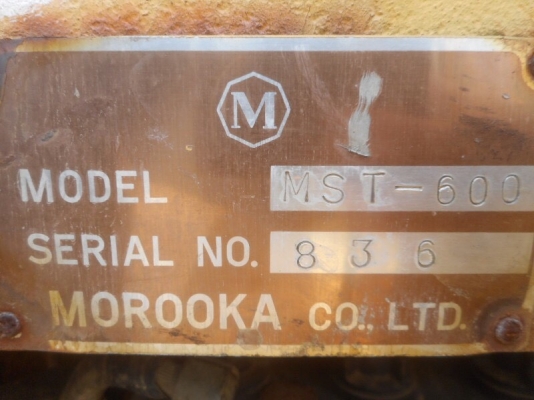 M
MODEL MST-600
SERIAL NO. 836
MOROOKA CO., LTD.